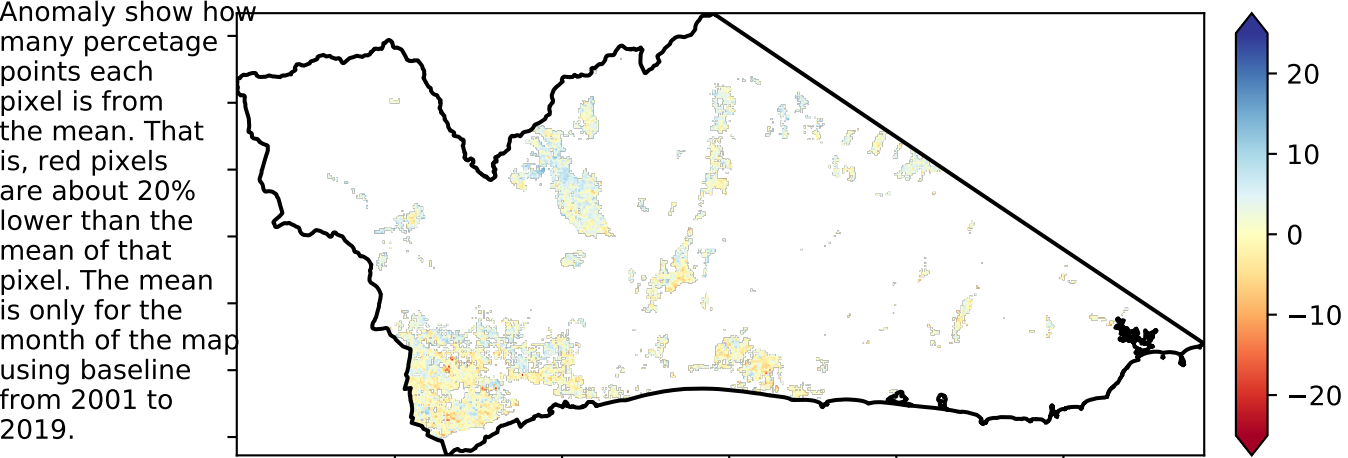 Anomaly show how
many percetage
points each
pixel is from
the mean. That
is, red pixels
are about 20%
lower than the
mean of that
pixel. The mean
is only for the
month of the map
using baseline
from 2001 to
2019.
20
10
0
−10
−20